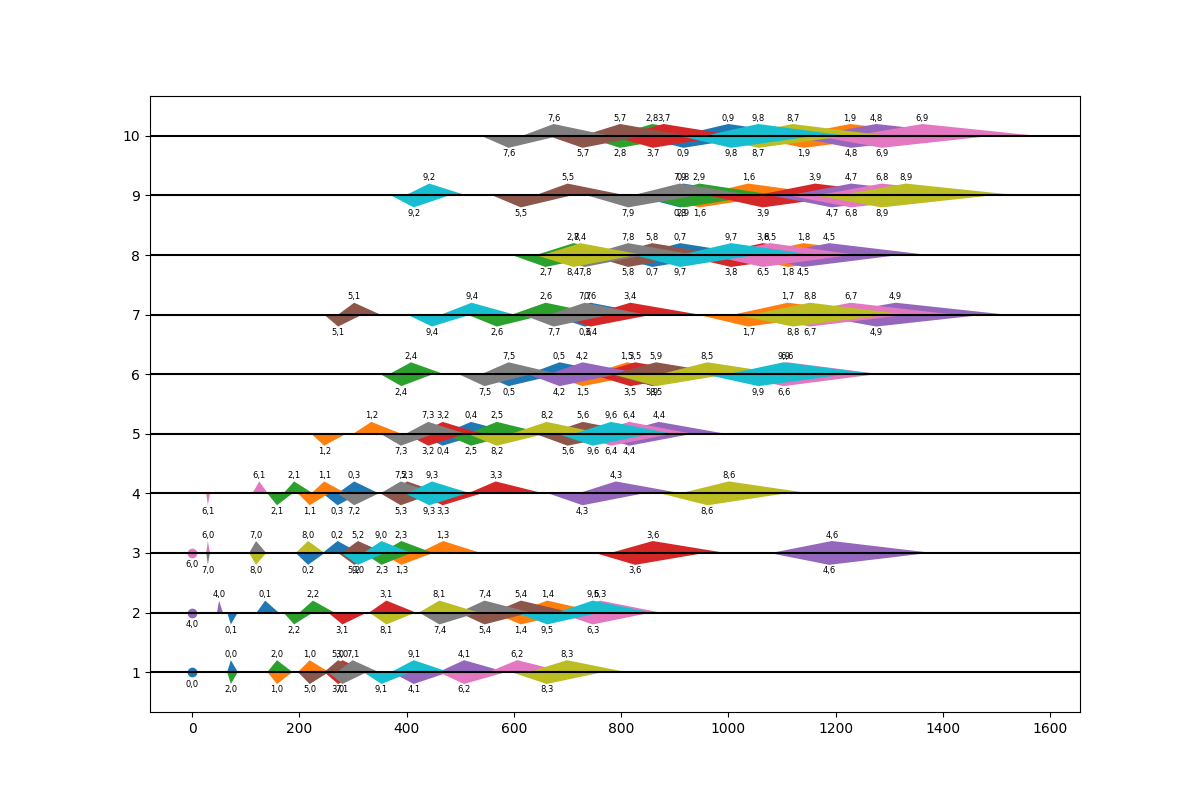 7,6 5,7 2,8 3,7 0,9 9,8 8,7 1,9 4,8 6,9
10
7,6 5,7 2,8 3,7 0,9 9,8 8,7 1,9 4,8 6,9
9,2 5,5 2,9 1,6 3,9 4,7 6,8 8,9
9
9,2 5,5 7,9 1,6 3,9 4,7 6,8 8,9
7,8 5,8 0,7 9,7 1,8 4,5
8
2,7 8,4 7,8 5,8 0,7 9,7 3,8 6,5 1,8 4,5
5,1 9,4 2,6 3,4 1,7 8,8 6,7 4,9
7
5,1 9,4 2,6 7,7 1,7 8,8 6,7 4,9
2,4 7,5 0,5 4,2 5,9 8,5
6
2,4 7,5 0,5 4,2 1,5 3,5 9,9 6,6
1,2 7,3 3,2 0,4 2,5 8,2 5,6 9,6 6,4 4,4
5
1,2 7,3 3,2 0,4 2,5 8,2 5,6 9,6 6,4 4,4
6,1 2,1 1,1 0,3 9,3 3,3 4,3 8,6
4
6,1 2,1 1,1 0,3 7,2 5,3 9,3 3,3 4,3 8,6
6,0 7,0 8,0 0,2 5,2 9,0 2,3 1,3 3,6 4,6
3
6,0 7,0 8,0 0,2 2,3 1,3 3,6 4,6
4,0 0,1 2,2 3,1 8,1 7,4 5,4 1,4 6,3
2
4,0 0,1 2,2 3,1 8,1 7,4 5,4 1,4 9,5 6,3
0,0 2,0 1,0 7,1 9,1 4,1 6,2 8,3
1
0,0 2,0 1,0 5,0 9,1 4,1 6,2 8,3
0 200 400 600 800 1000 1200 1400 1600